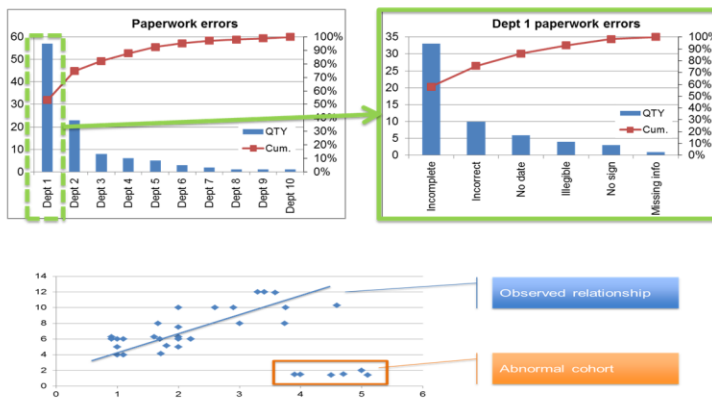 Paperwork errors
60
50
40
30
20
10
0
100%
90%
80%
70%
60%
50%
40%
30%
20%
10%
0%
QTY
Cum.
Dept 1
Dept 2
Dept 3
Dept 4
Dept 5
Dept 6
Dept 7
Dept 8
Dept 9
Dept 10
Dept 1 paperwork errors
35
30
25
20
15
10
5
0
100%
90%
80%
70%
60%
50%
40%
30%
20%
10%
0%
QTY
Cum.
Incomplete
Incorrect
No date
Illegible
No sign
Missing info
14
12
10
8
6
4
2
0
0
1
2
3
4
5
6
Observed relationship
Abnormal cohort